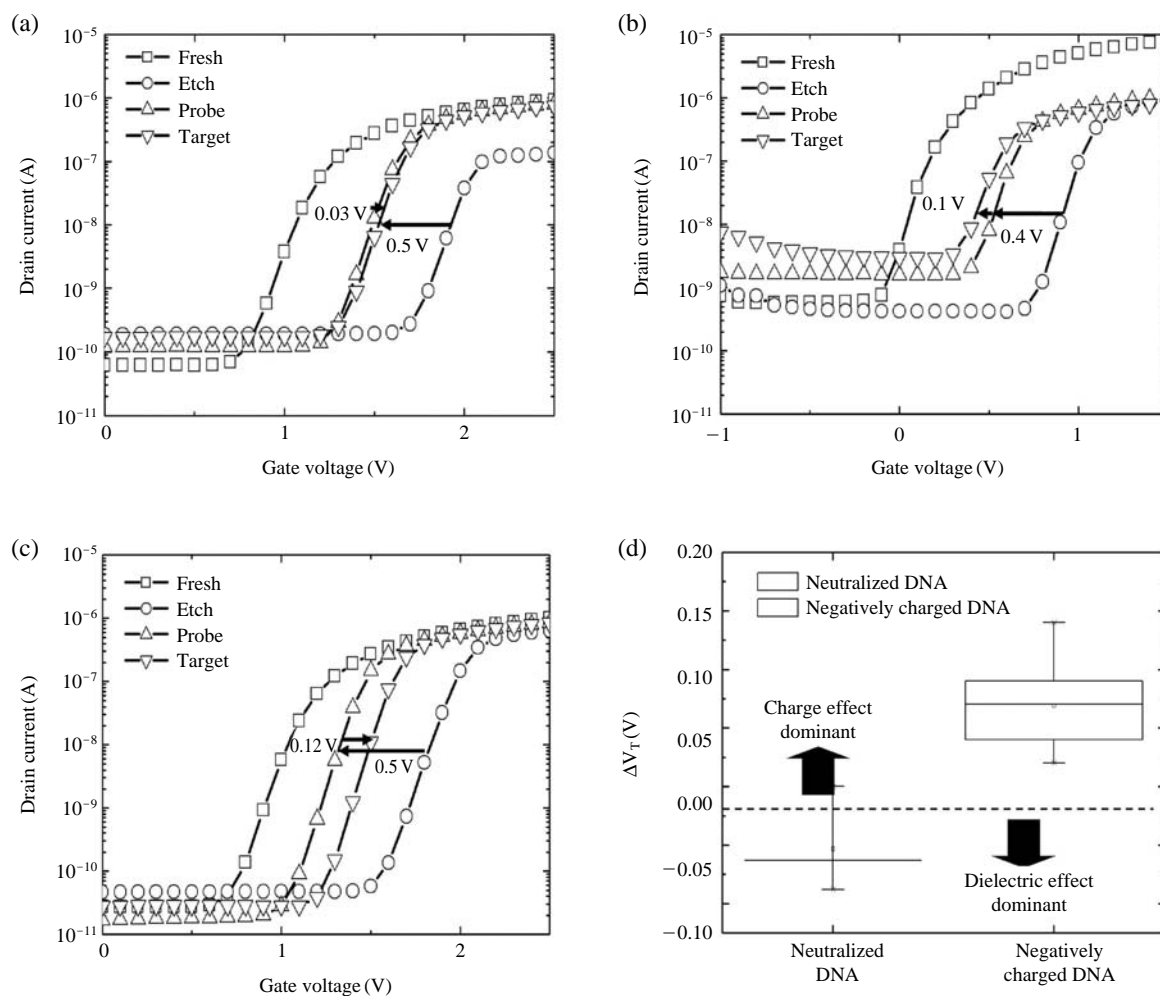 (a)
10⁻⁵
10⁻⁶
10⁻⁷
10⁻⁸
10⁻⁹
10⁻¹⁰
10⁻¹¹
Drain current (A)
Fresh
Etch
Probe
Target
0.03 V
0.5 V
0
1
2
Gate voltage (V)
(b)
10⁻⁵
10⁻⁶
10⁻⁷
10⁻⁸
10⁻⁹
10⁻¹⁰
10⁻¹¹
Drain current (A)
Fresh
Etch
Probe
Target
0.1 V
0.4 V
−1
0
1
Gate voltage (V)
(c)
10⁻⁵
10⁻⁶
10⁻⁷
10⁻⁸
10⁻⁹
10⁻¹⁰
10⁻¹¹
Drain current (A)
Fresh
Etch
Probe
Target
0.12 V
0.5 V
0
1
2
Gate voltage (V)
(d)
0.20
0.15
0.10
0.05
0.00
−0.05
−0.10
ΔV_T (V)
Neutralized DNA
Negatively charged DNA
Charge effect
dominant
Dielectric effect
dominant
Neutralized
DNA
Negatively
charged DNA